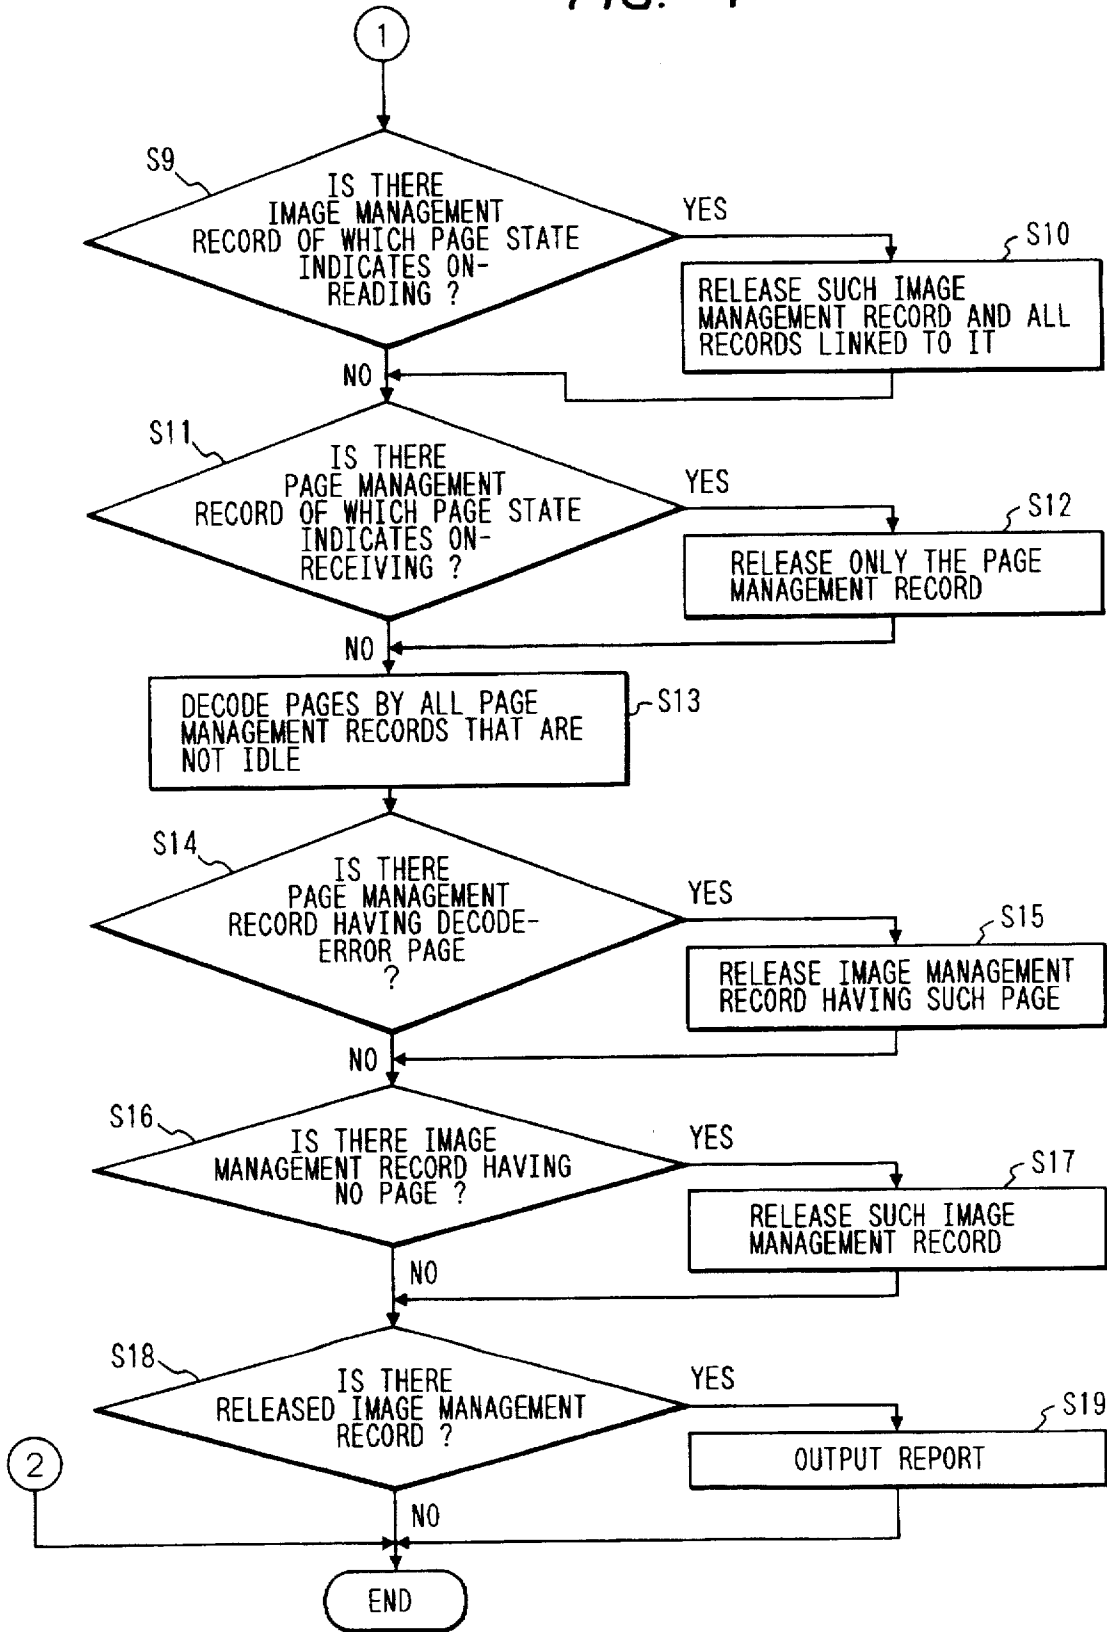 FIG.
1
S9
IS THERE
IMAGE MANAGEMENT
RECORD OF WHICH PAGE STATE
INDICATES ON-
READING ?
YES
S10
RELEASE SUCH IMAGE
MANAGEMENT RECORD AND ALL
RECORDS LINKED TO IT
NO
S11
IS THERE
PAGE MANAGEMENT
RECORD OF WHICH PAGE STATE
INDICATES ON-
RECEIVING ?
YES
S12
RELEASE ONLY THE PAGE
MANAGEMENT RECORD
NO
DECODE PAGES BY ALL PAGE
MANAGEMENT RECORDS THAT ARE
NOT IDLE
S13
S14
IS THERE
PAGE MANAGEMENT
RECORD HAVING DECODE-
ERROR PAGE
?
YES
S15
RELEASE IMAGE MANAGEMENT
RECORD HAVING SUCH PAGE
NO
S16
IS THERE IMAGE
MANAGEMENT RECORD HAVING
NO PAGE ?
YES
S17
RELEASE SUCH IMAGE
MANAGEMENT RECORD
NO
S18
IS THERE
RELEASED IMAGE MANAGEMENT
RECORD ?
YES
S19
OUTPUT REPORT
2
NO
END